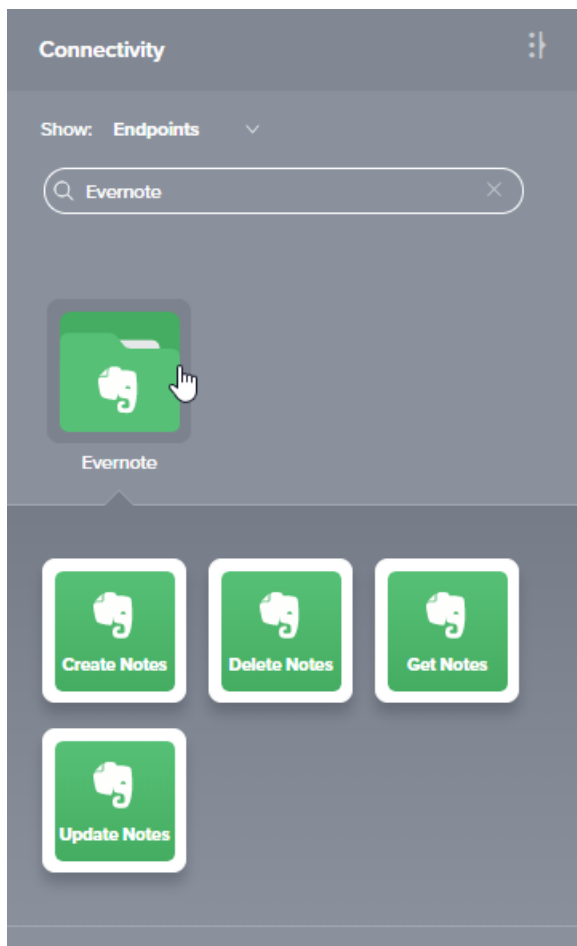 Connectivity
Show: Endpoints
Evernote
Evernote
Create Notes Delete Notes Get Notes
Update Notes